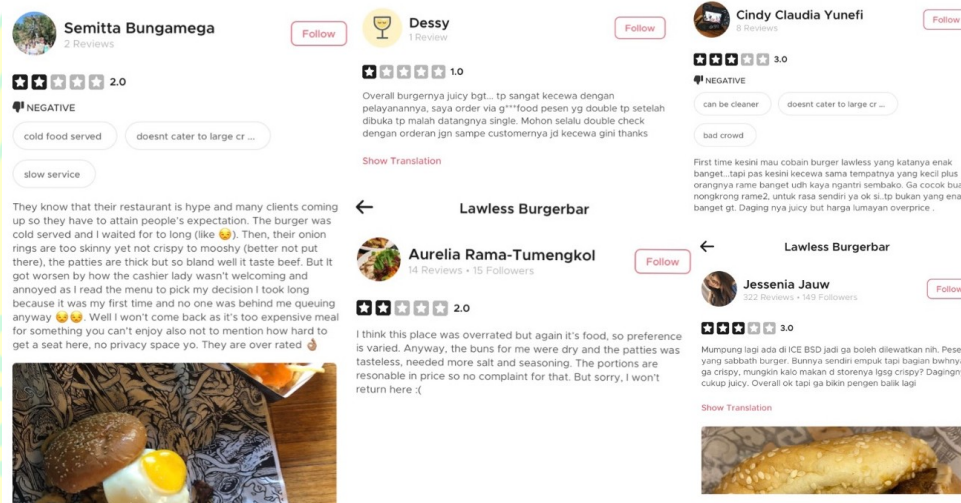 Semitta Bungamega
2 Reviews
Follow
2.0
NEGATIVE
cold food served
doesnt cater to large cr ...
slow service
They know that their restaurant is hype and many clients coming
up so they have to attain people's expectation. The burger was
cold served and I waited for to long (like 😔). Then, their onion
rings are too skinny yet not crispy to mooshy (better not put
there), the patties are thick but so bland well it taste beef. But It
got worsen by how the cashier lady wasn't welcoming and
annoyed as I read the menu to pick my decision I took long
because it was my first time and no one was behind me queuing
anyway 😔😔. Well I won't come back as it's too expensive meal
for something you can't enjoy also not to mention how hard to
get a seat here, no privacy space yo. They are over rated 👌🏼
Dessy
1 Review
Follow
1.0
Overall burgernya juicy bgt... tp sangat kecewa dengan
pelayanannya, saya order via g***food pesen yg double tp setelah
dibuka tp malah datangnya single. Mohon selalu double check
dengan orderan jgn sampe customernya jd kecewa gini thanks
Show Translation
Lawless Burgerbar
Aurelia Rama-Tumengkol
14 Reviews • 15 Followers
Follow
2.0
I think this place was overrated but again it's food, so preference
is varied. Anyway, the buns for me were dry and the patties was
tasteless, needed more salt and seasoning. The portions are
resonable in price so no complaint for that. But sorry, I won't
return here :(
Cindy Claudia Yunefi
8 Reviews
Follow
3.0
NEGATIVE
can be cleaner
doesnt cater to large cr ...
bad crowd
First time kesini mau cobain burger lawless yang katanya enak
banget...tapi pas kesini kecewa sama tempatnya yang kecil plus
orangnya rame banget udh kaya ngantri sembako. Ga cocok bua
nongkrong rame2, untuk rasa sendiri ya ok si..tp bukan yang ena
banget gt. Daging nya juicy but harga lumayan overprice .
Lawless Burgerbar
Jessenia Jauw
322 Reviews • 149 Followers
Follow
3.0
Mumpung lagi ada di ICE BSD jadi ga boleh dilewatkan nih. Pese
yang sabbath burger. Bunnya sendiri empuk tapi bagian bwhnya
ga crispy, mungkin kalo makan d storenya lgsg crispy? Dagingny
cukup juicy. Overall ok tapi ga bikin pengen balik lagi
Show Translation